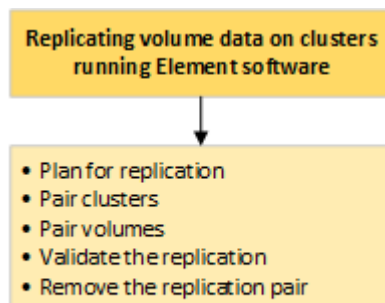 Replicating volume data on clusters
running Element software
• Plan for replication
• Pair clusters
• Pair volumes
• Validate the replication
• Remove the replication pair